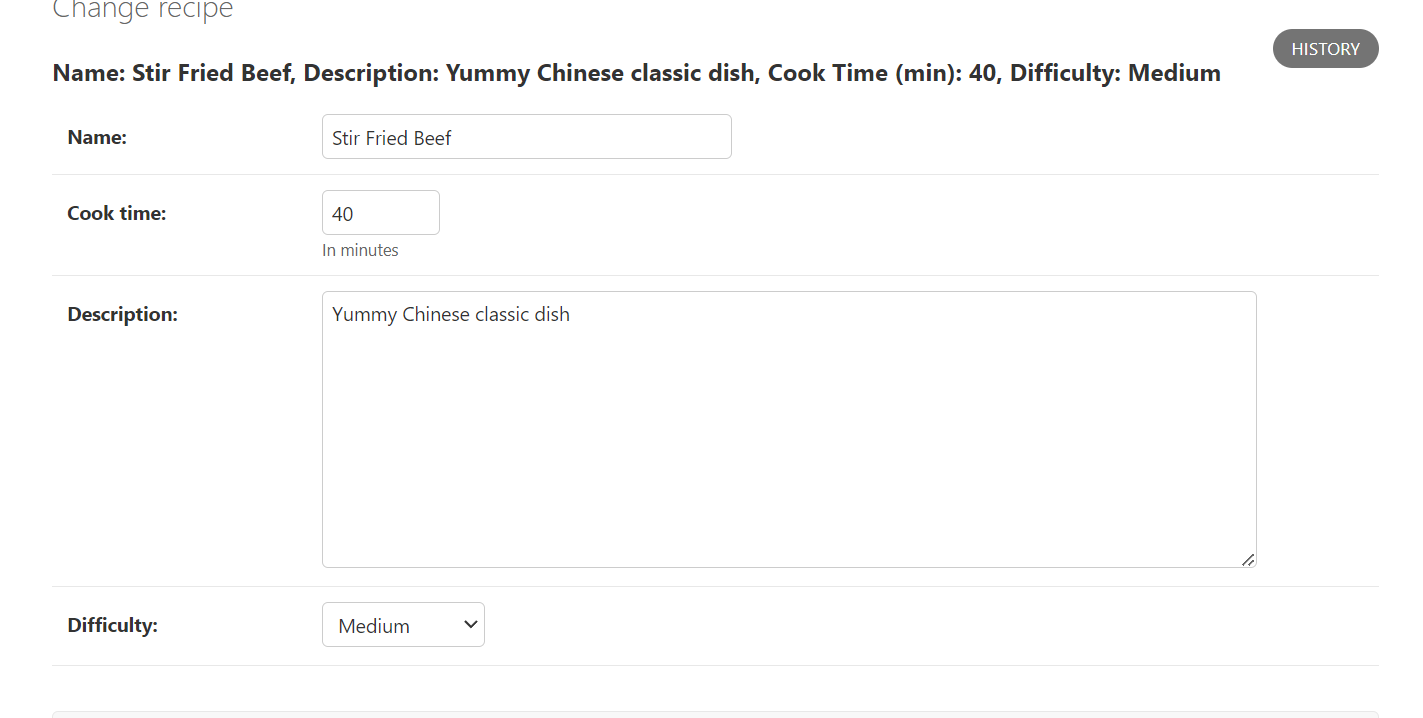 Change recipe
HISTORY
Name: Stir Fried Beef, Description: Yummy Chinese classic dish, Cook Time (min): 40, Difficulty: Medium
Name:
Stir Fried Beef
Cook time:
40
In minutes
Description:
Yummy Chinese classic dish
Difficulty:
Medium